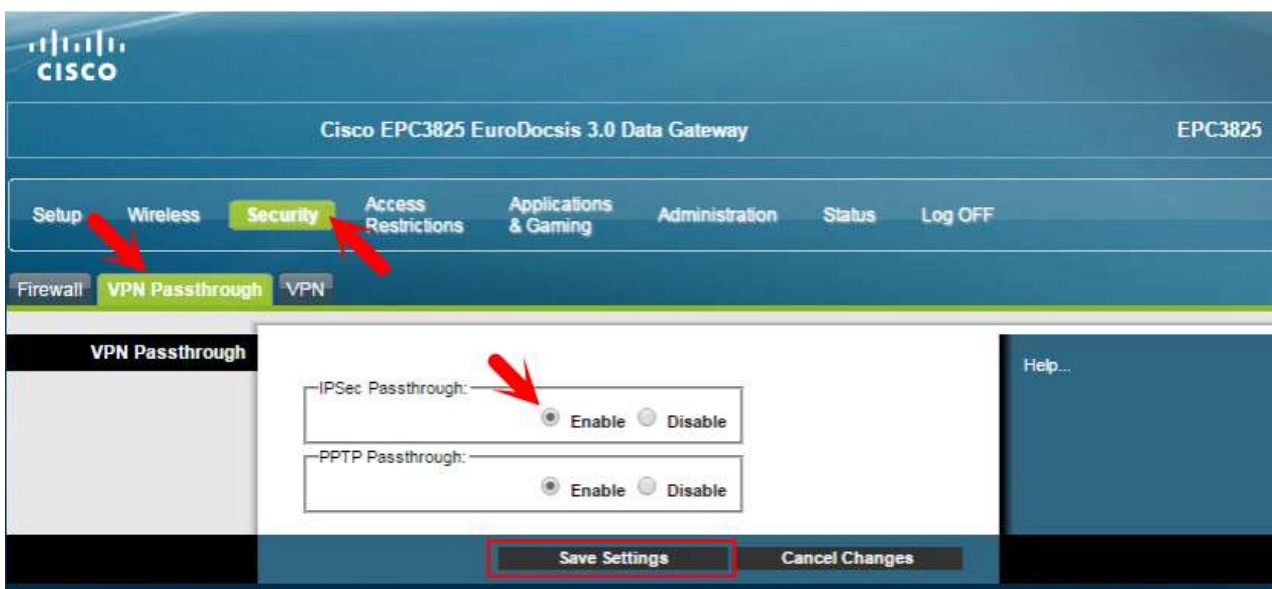 CISCO
Cisco EPC3825 EuroDocsis 3.0 Data Gateway EPC3825
Setup Wireless Security Access Restrictions Applications & Gaming Administration Status Log OFF
Firewall VPN Passthrough VPN
VPN Passthrough
Help...
IPSec Passthrough:
Enable Disable
PPTP Passthrough:
Enable Disable
Save Settings Cancel Changes